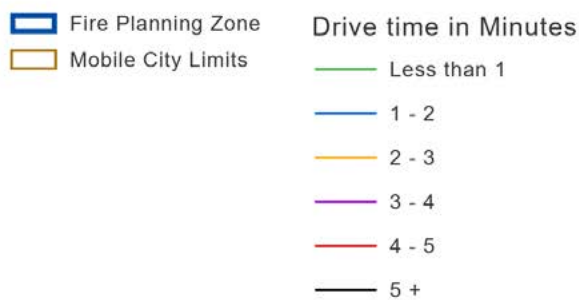 Fire Planning Zone
Mobile City Limits
Drive time in Minutes
Less than 1
1 - 2
2 - 3
3 - 4
4 - 5
5 +